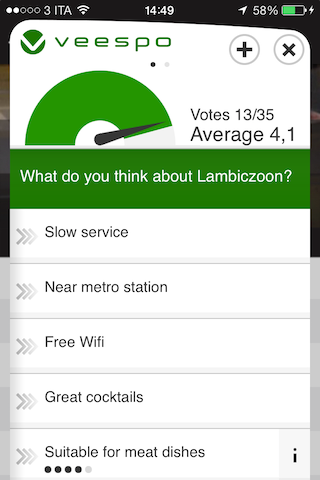 3 ITA 14:49 58%
veespo
Votes 13/35
Average 4,1
What do you think about Lambiczoon?
Slow service
Near metro station
Free Wifi
Great cocktails
Suitable for meat dishes
i